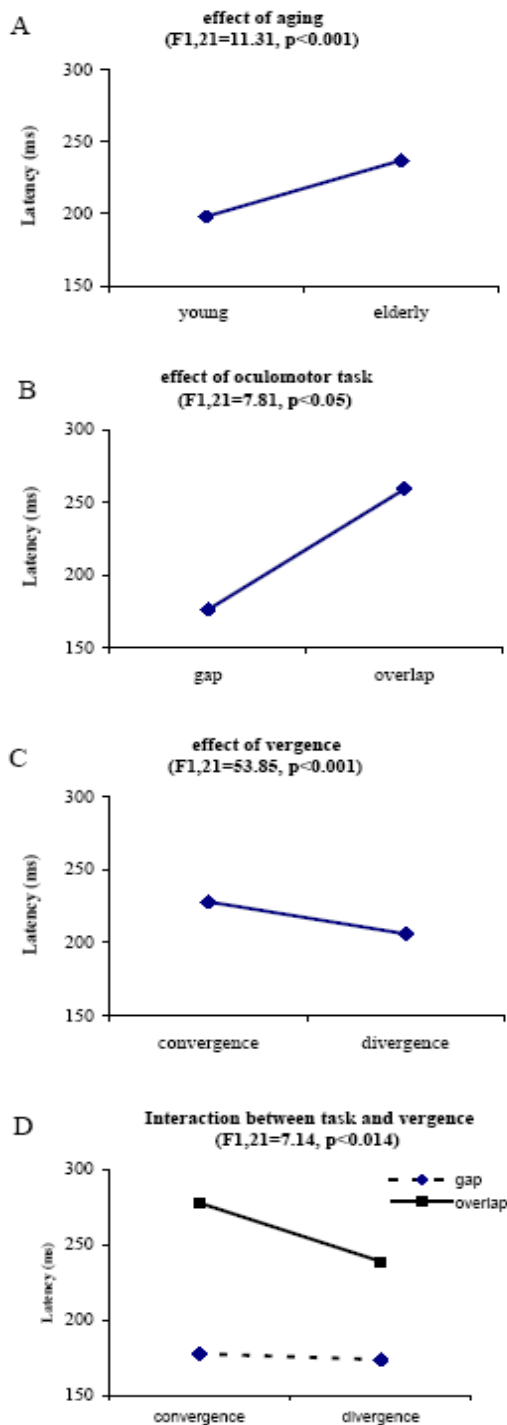 A
effect of aging
(F1,21=11.31, p<0.001)
300
250
200
150
Latency (ms)
young elderly
B
effect of oculomotor task
(F1,21=7.81, p<0.05)
300
250
200
150
Latency (ms)
gap overlap
C
effect of vergence
(F1,21=53.85, p<0.001)
300
250
200
150
Latency (ms)
convergence divergence
D
Interaction between task and vergence
(F1,21=7.14, p<0.014)
gap
overlap
300
250
200
150
Latency (ms)
convergence divergence